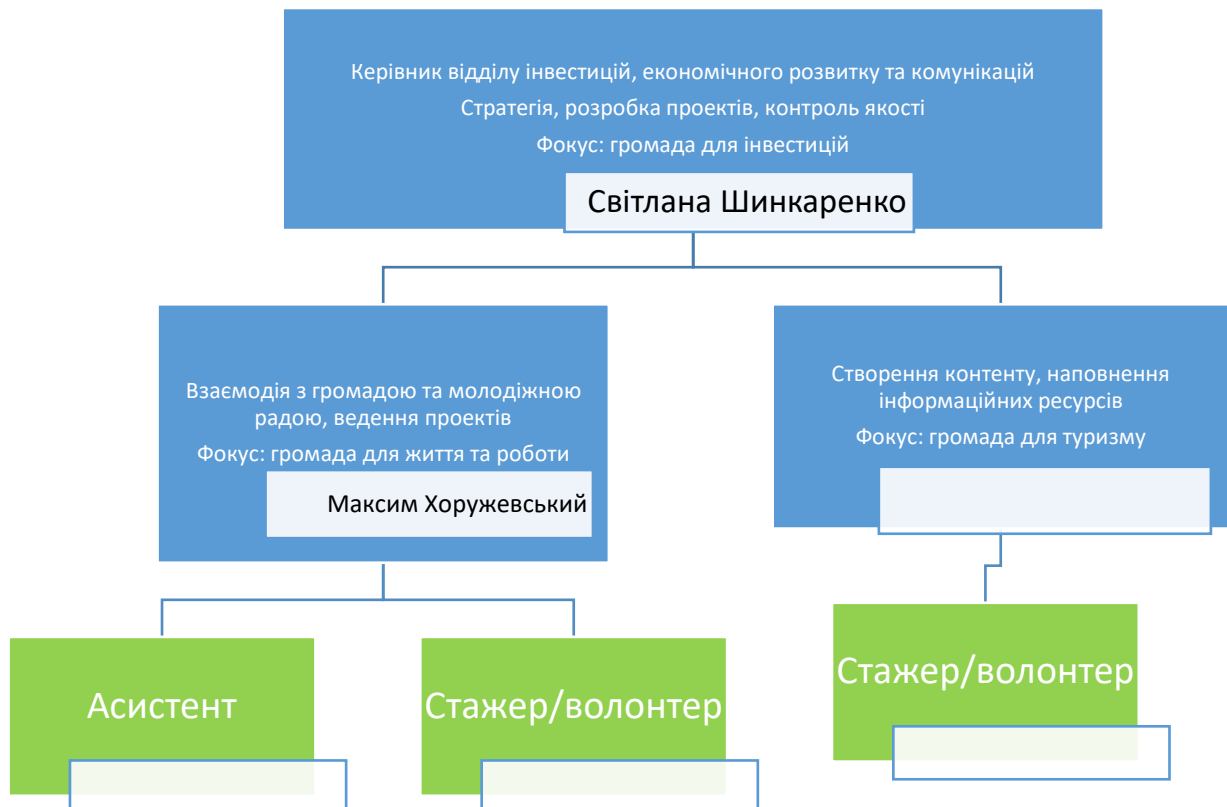 Керівник відділу інвестицій, економічного розвитку та комунікацій
Стратегія, розробка проектів, контроль якості
Фокус: громада для інвестицій
Світлана Шинкаренко
Взаємодія з громадою та молодіжною
радою, ведення проектів
Фокус: громада для життя та роботи
Максим Хоружевський
Створення контенту, наповнення
інформаційних ресурсів
Фокус: громада для туризму
Асистент
Стажер/волонтер
Стажер/волонтер